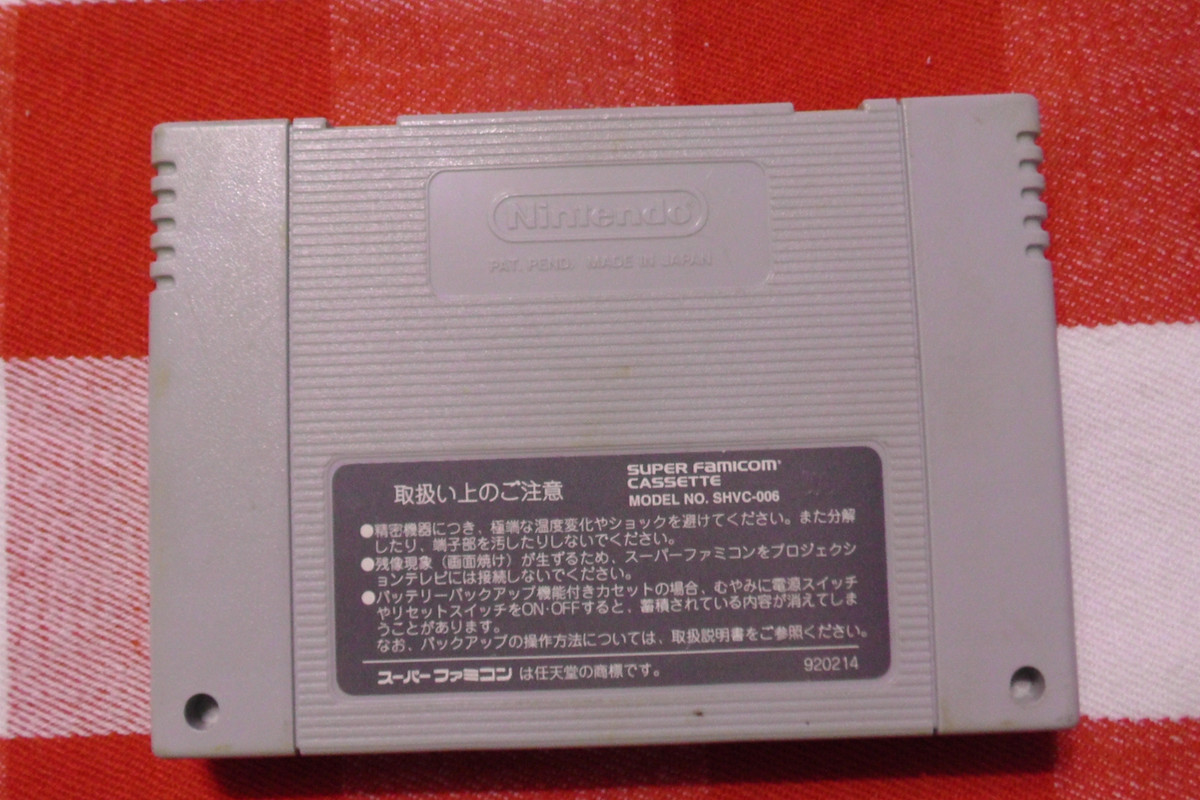 Nintendo®
PAT. PEND. MADE IN JAPAN
取扱い上のご注意
SUPER FAMICOM®
CASSETTE
MODEL NO. SHVC-006
●精密機器につき、極端な温度変化やショックを避けてください。また分解
したり、端子部を汚したりしないでください。
●残像現象（画面焼け）が生ずるため、スーパーファミコンをプロジェクシ
ョンテレビには接続しないでください。
●バッテリーバックアップ機能付きカセットの場合、むやみに電源スイッチ
やリセットスイッチをON・OFFすると、蓄積されている内容が消えてしま
うことがあります。
なお、バックアップの操作方法については、取扱説明書をご参照ください。
スーパーファミコン は任天堂の商標です。
920214